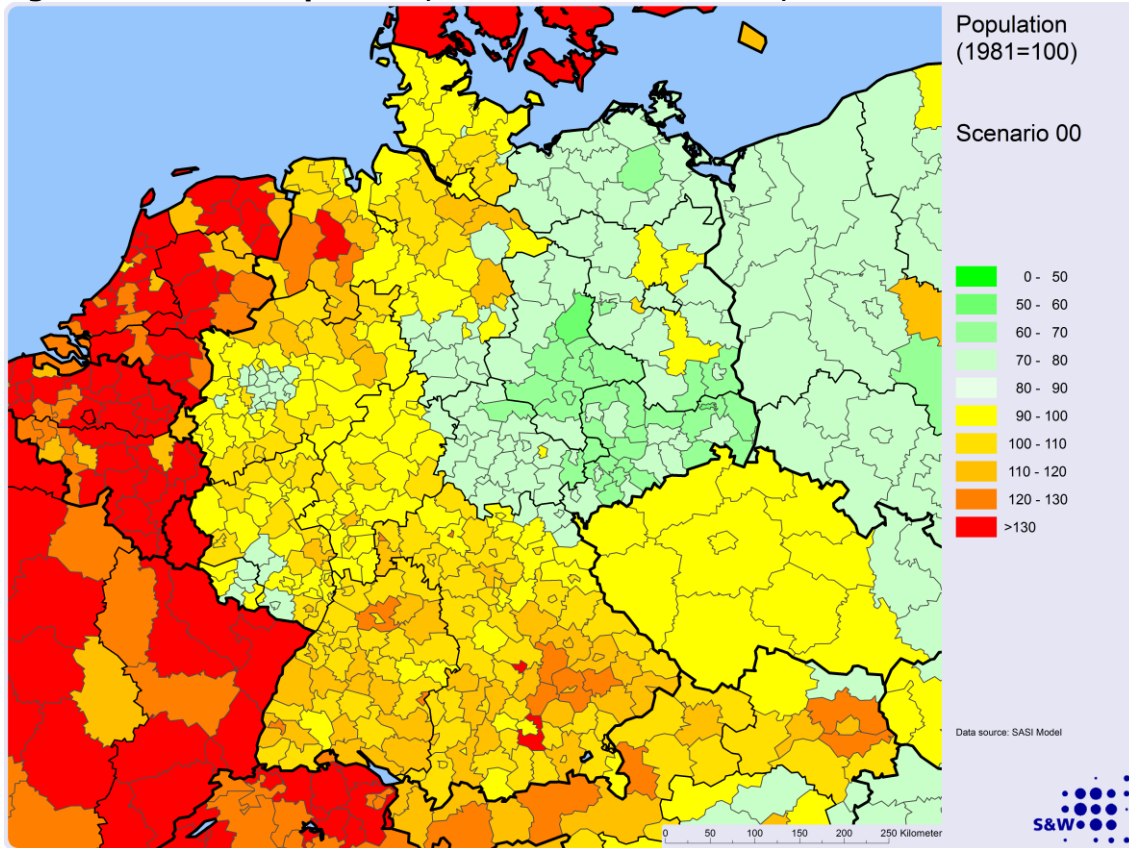 Population
(1981=100)
Scenario 00
0 - 50
50 - 60
60 - 70
70 - 80
80 - 90
90 - 100
100 - 110
110 - 120
120 - 130
>130
Data source: SASI Model
S&W
0 50 100 150 200 250 Kilometer